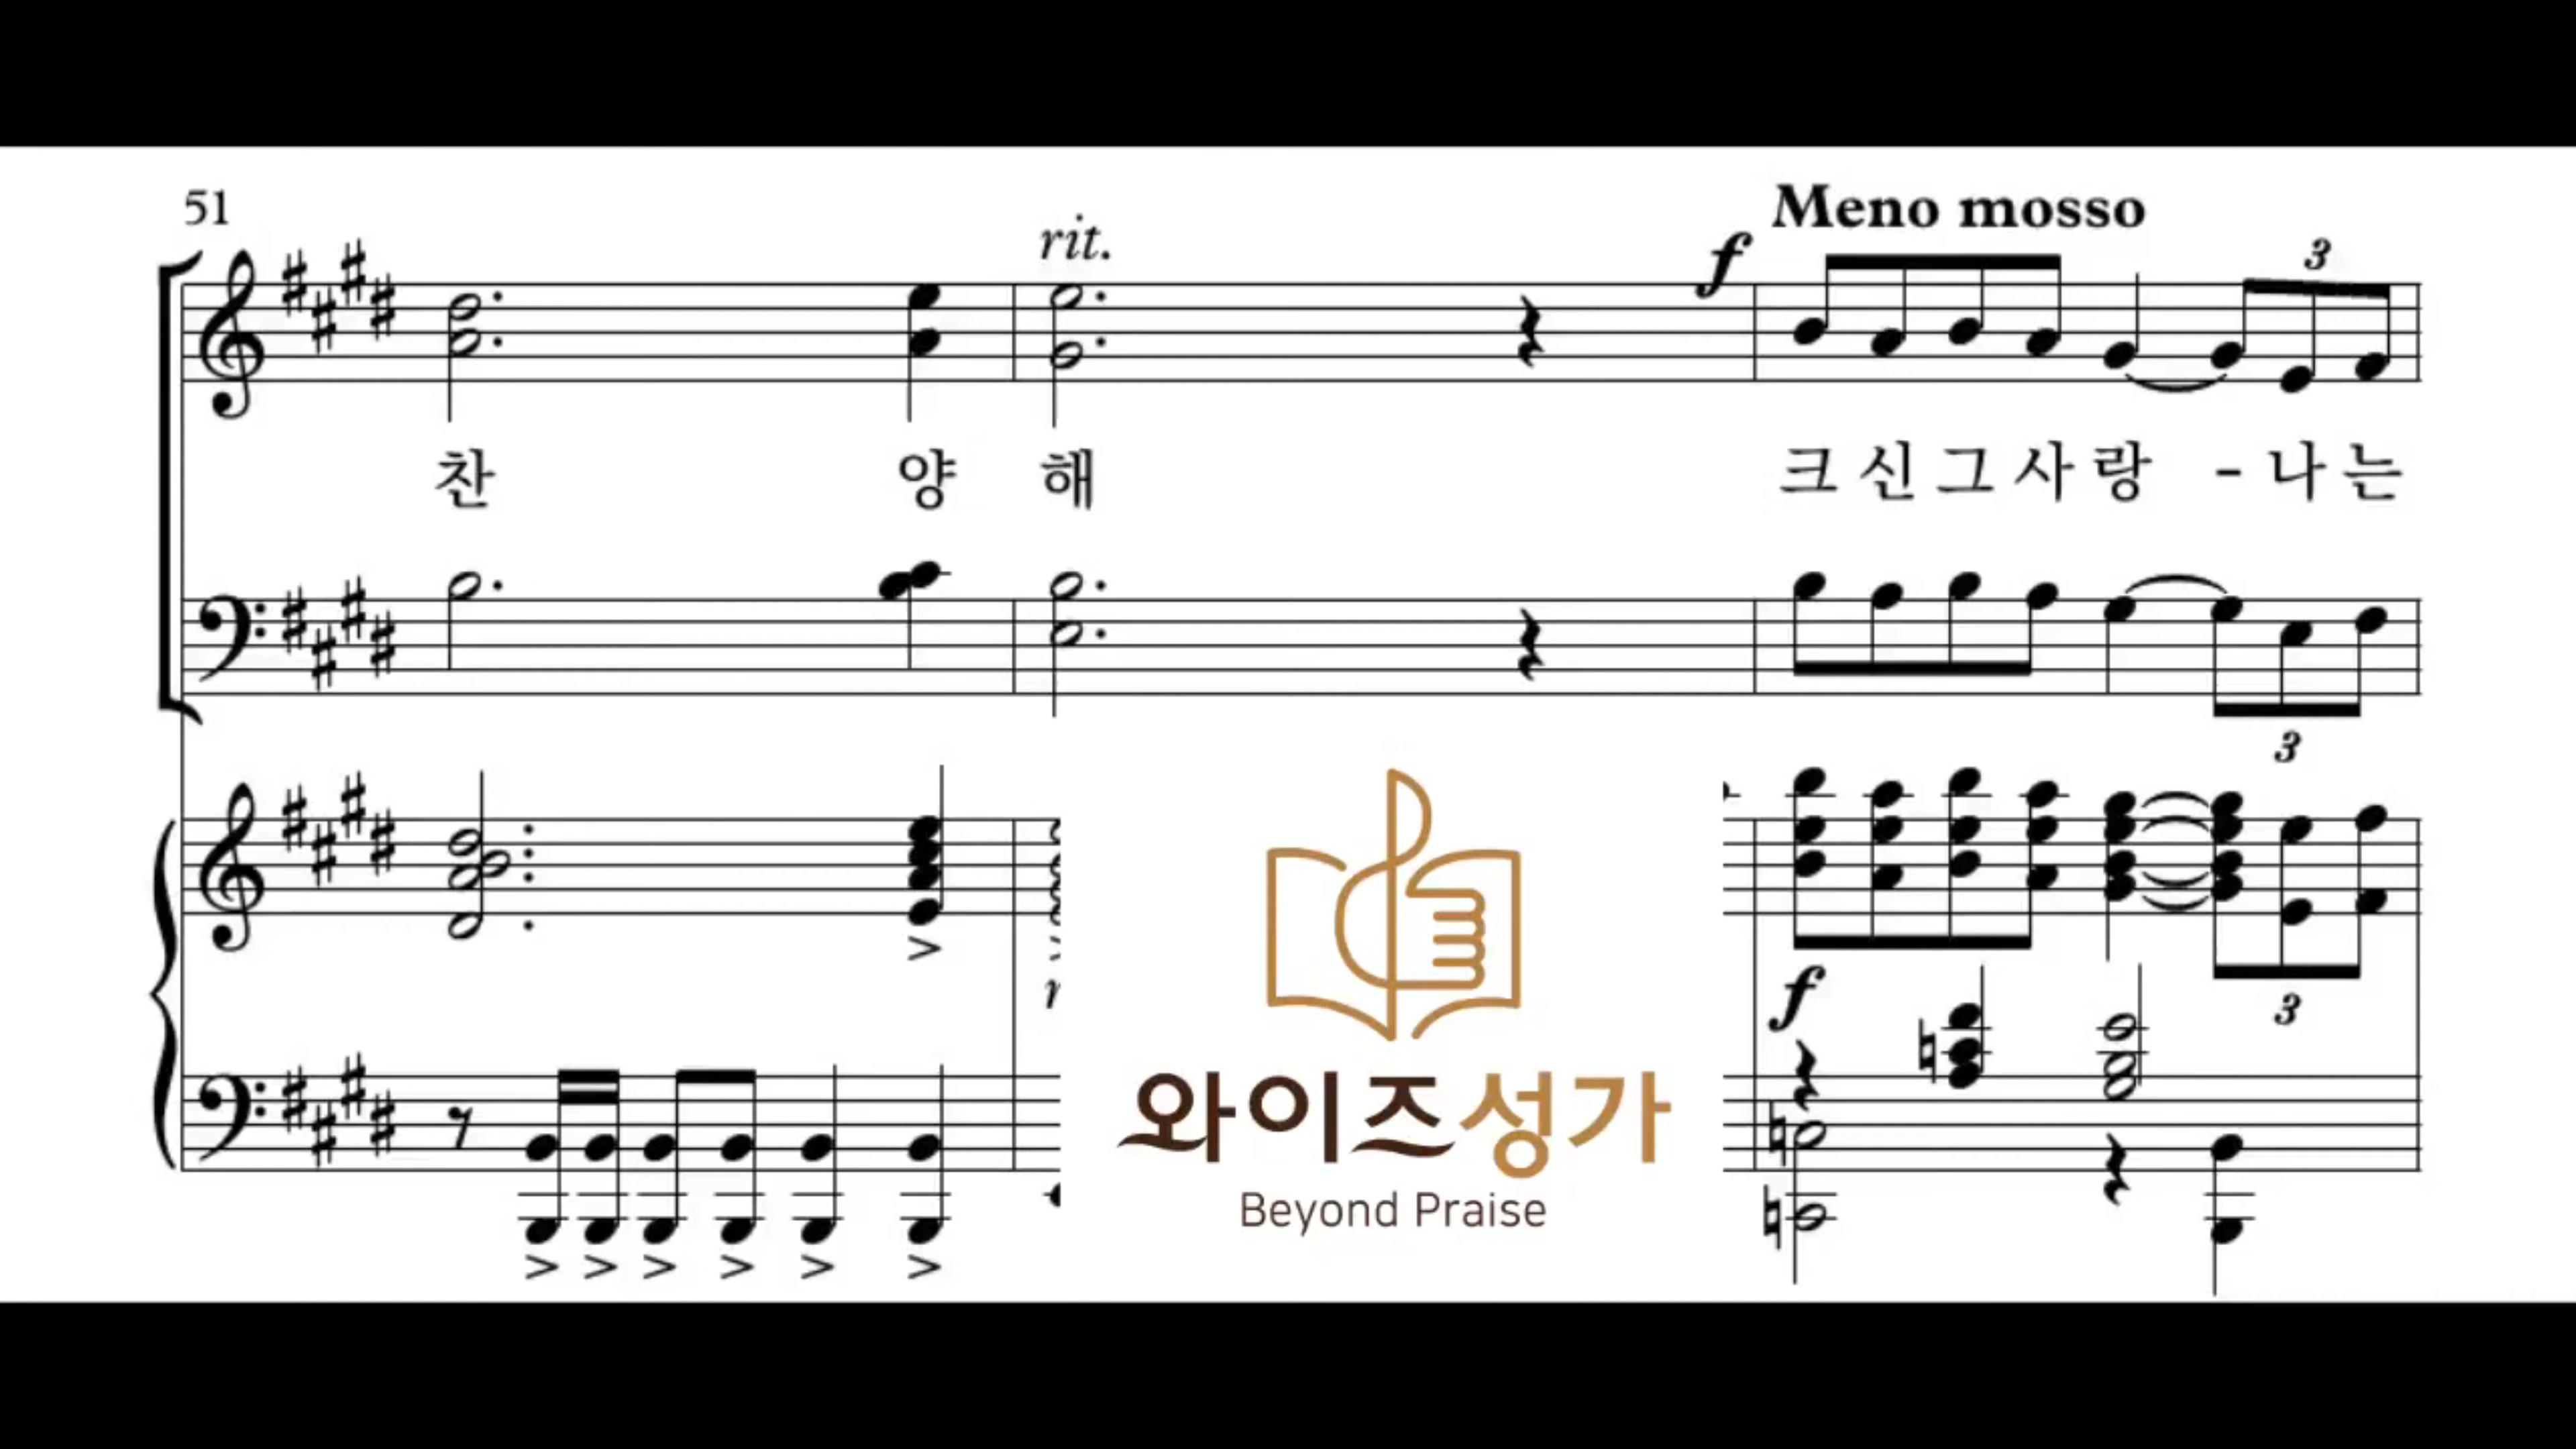 51
rit.
Meno mosso
f
3
찬 양 해 크 신 그 사 랑 - 나 는
3
f
3
와이즈성가
Beyond Praise